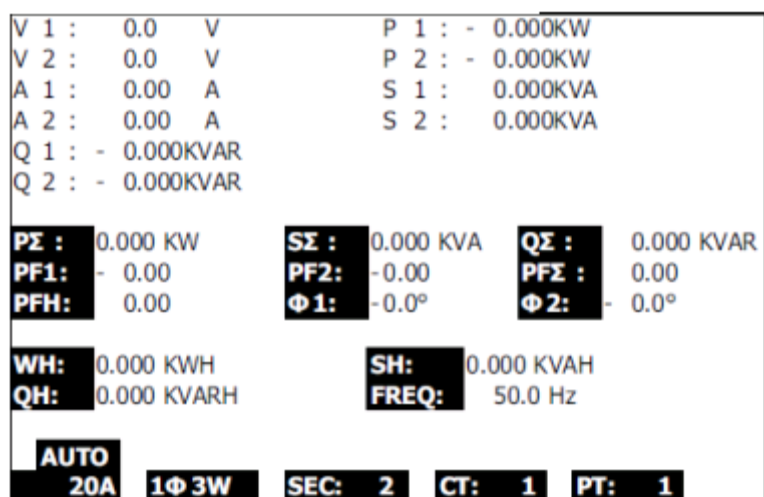 V 1 : 0.0 V P 1 : - 0.000KW
V 2 : 0.0 V P 2 : - 0.000KW
A 1 : 0.00 A S 1 : 0.000KVA
A 2 : 0.00 A S 2 : 0.000KVA
Q 1 : - 0.000KVAR
Q 2 : - 0.000KVAR
PΣ : 0.000 KW SΣ : 0.000 KVA QΣ : 0.000 KVAR
PF1: - 0.00 PF2: -0.00 PFΣ : 0.00
PFH: 0.00 Φ1: -0.0° Φ2: - 0.0°
WH: 0.000 KWH SH: 0.000 KVAH
QH: 0.000 KVARH FREQ: 50.0 Hz
AUTO
20A 1Φ3W SEC: 2 CT: 1 PT: 1